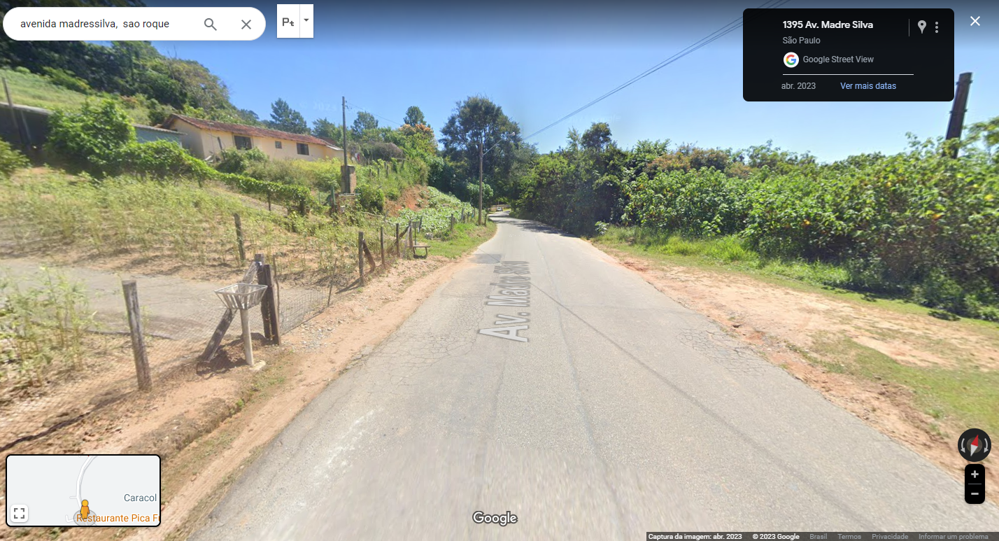 avenida madressilva, sao roque
1395 Av. Madre Silva
São Paulo
Google Street View
abr. 2023
Ver mais datas
Av. Madre Silva
Caracol
Restaurante Pica
Google
Captura da imagem: abr. 2023 © 2023 Google Brasil Termos Privacidade Informar um problema